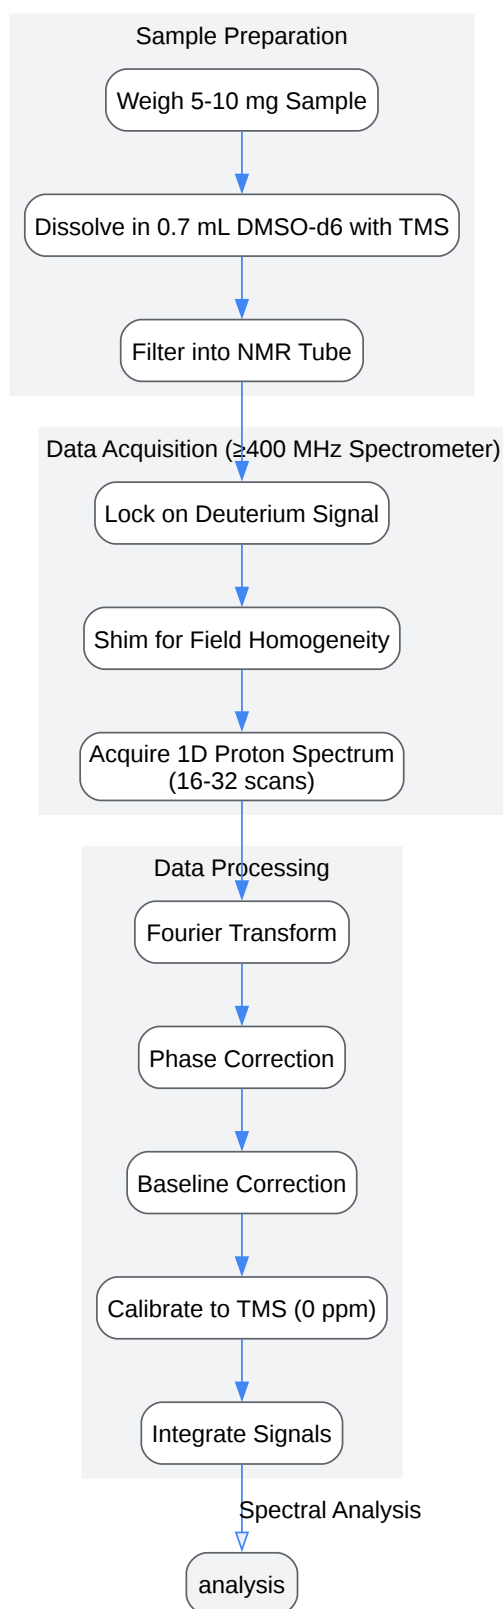 Sample Preparation
Weigh 5-10 mg Sample
Dissolve in 0.7 mL DMSO-d6 with TMS
Filter into NMR Tube
Data Acquisition (≥400 MHz Spectrometer)
Lock on Deuterium Signal
Shim for Field Homogeneity
Acquire 1D Proton Spectrum
(16-32 scans)
Data Processing
Fourier Transform
Phase Correction
Baseline Correction
Calibrate to TMS (0 ppm)
Integrate Signals
Spectral Analysis
analysis